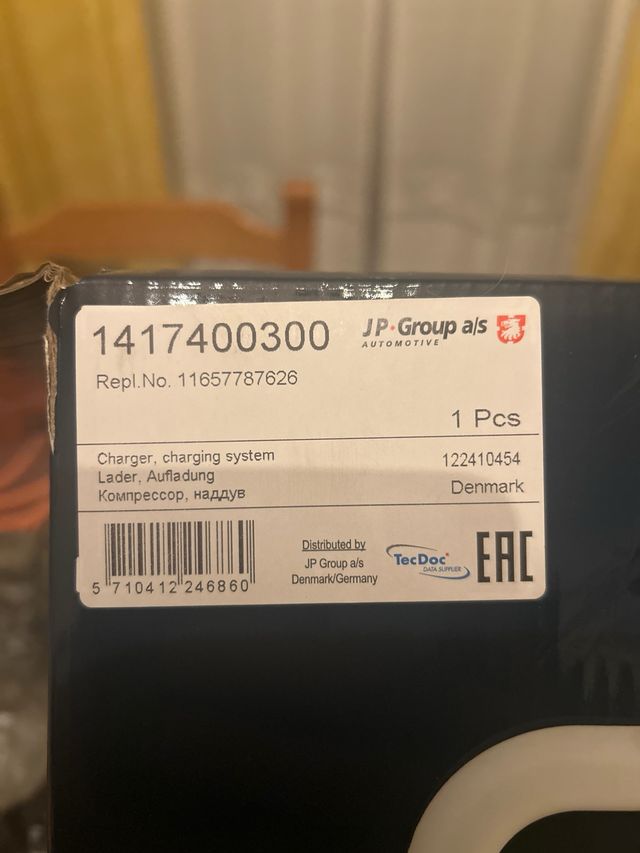 1417400300
JP·Group a/s
AUTOMOTIVE
Repl.No. 11657787626
1 Pcs
Charger, charging system
Lader, Aufladung
Компрессор, наддув
122410454
Denmark
5 710412 246860
Distributed by
JP Group a/s
Denmark/Germany
TecDoc
DATA SUPPLIER
EAC